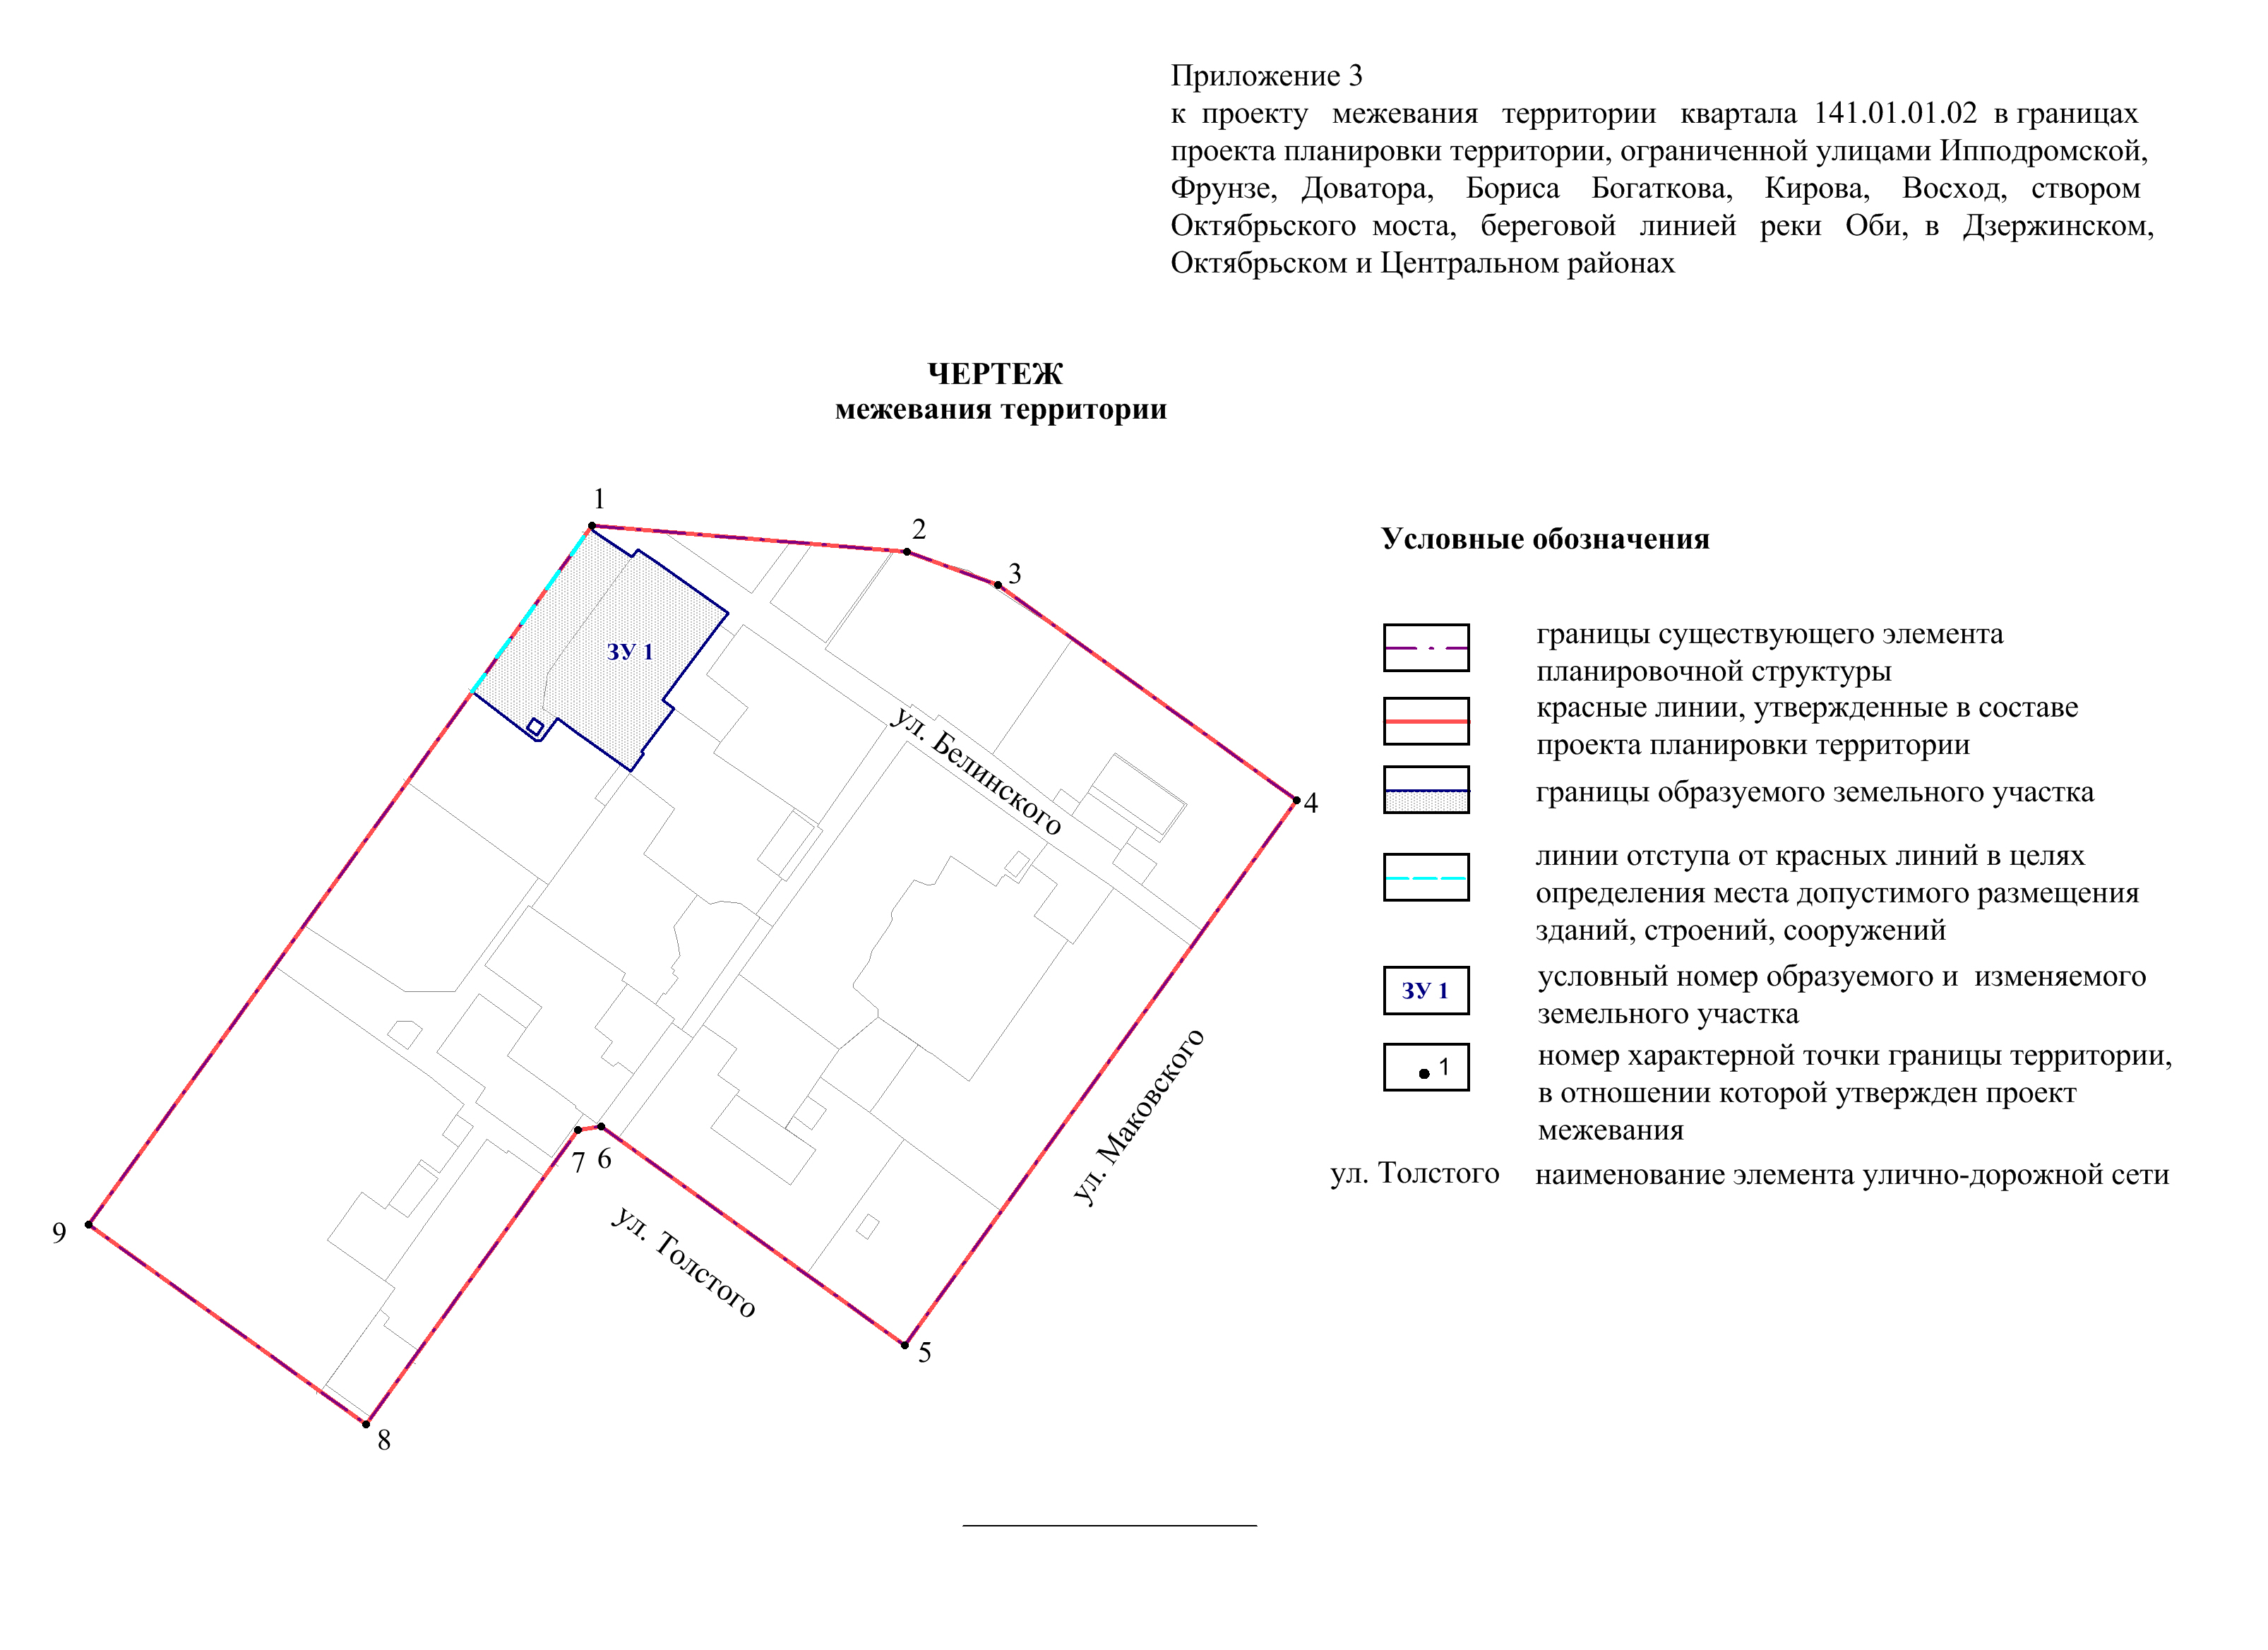 Приложение 3
к проекту межевания территории квартала 141.01.01.02 в границах
проекта планировки территории, ограниченной улицами Ипподромской,
Фрунзе, Доватора, Бориса Богаткова, Кирова, Восход, створом
Октябрьского моста, береговой линией реки Оби, в Дзержинском,
Октябрьском и Центральном районах
ЧЕРТЕЖ
межевания территории
1
2
3
4
5
6
7
8
9
ЗУ 1
ул. Белинского
ул. Маковского
ул. Толстого
Условные обозначения
границы существующего элемента
планировочной структуры
красные линии, утвержденные в составе
проекта планировки территории
границы образуемого земельного участка
линии отступа от красных линий в целях
определения места допустимого размещения
зданий, строений, сооружений
ЗУ 1
условный номер образуемого и изменяемого
земельного участка
1
номер характерной точки границы территории,
в отношении которой утвержден проект
межевания
ул. Толстого
наименование элемента улично-дорожной сети